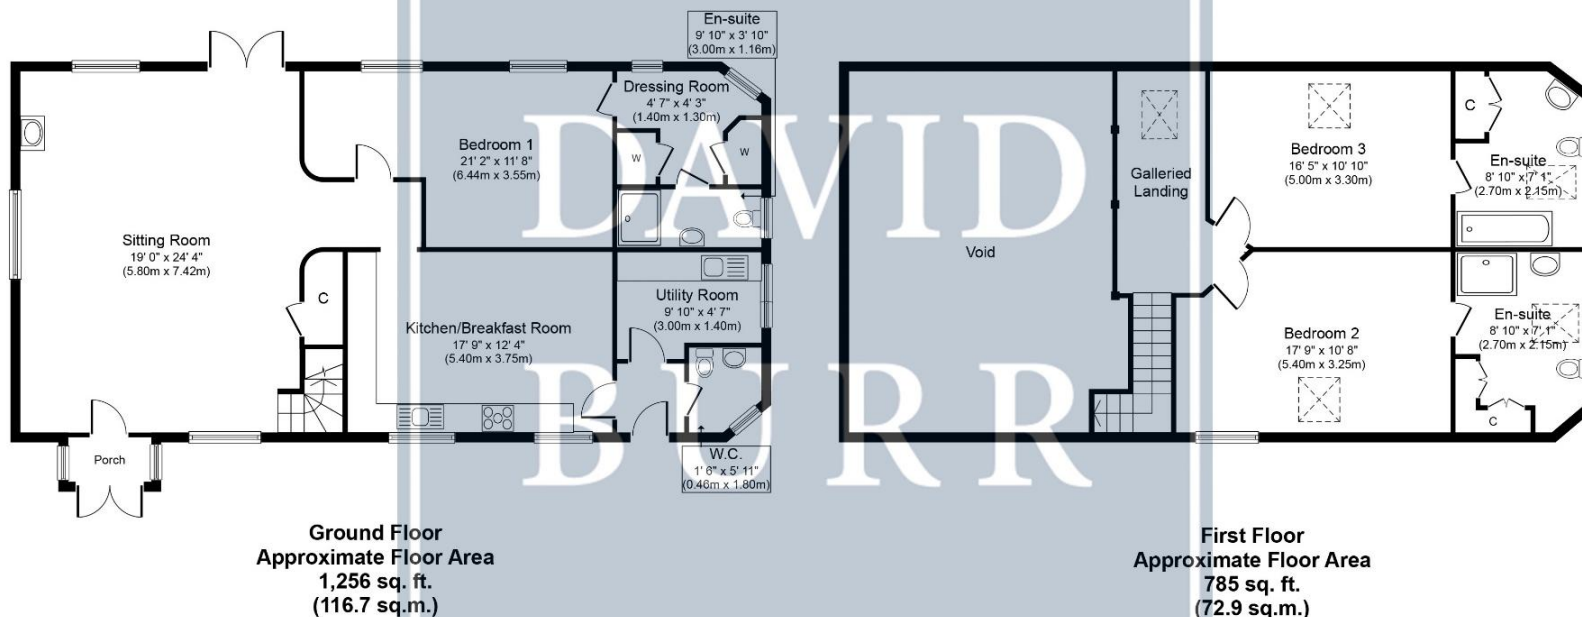 En-suite
9' 10" x 3' 10"
(3.00m x 1.16m)
Dressing Room
4' 7" x 4' 3"
(1.40m x 1.30m)
W
W
Bedroom 1
21' 2" x 11' 8"
(6.44m x 3.55m)
Sitting Room
19' 0" x 24' 4"
(5.80m x 7.42m)
C
Kitchen/Breakfast Room
17' 9" x 12' 4"
(5.40m x 3.75m)
Utility Room
9' 10" x 4' 7"
(3.00m x 1.40m)
Porch
W.C.
1' 6" x 5' 11"
(0.46m x 1.80m)
Ground Floor
Approximate Floor Area
1,256 sq. ft.
(116.7 sq.m.)
DAVID
BURR
Void
Galleried
Landing
Bedroom 3
16' 5" x 10' 10"
(5.00m x 3.30m)
C
En-suite
8' 10" x 7' 1"
(2.70m x 2.15m)
Bedroom 2
17' 9" x 10' 8"
(5.40m x 3.25m)
En-suite
8' 10" x 7' 1"
(2.70m x 2.15m)
C
First Floor
Approximate Floor Area
785 sq. ft.
(72.9 sq.m.)